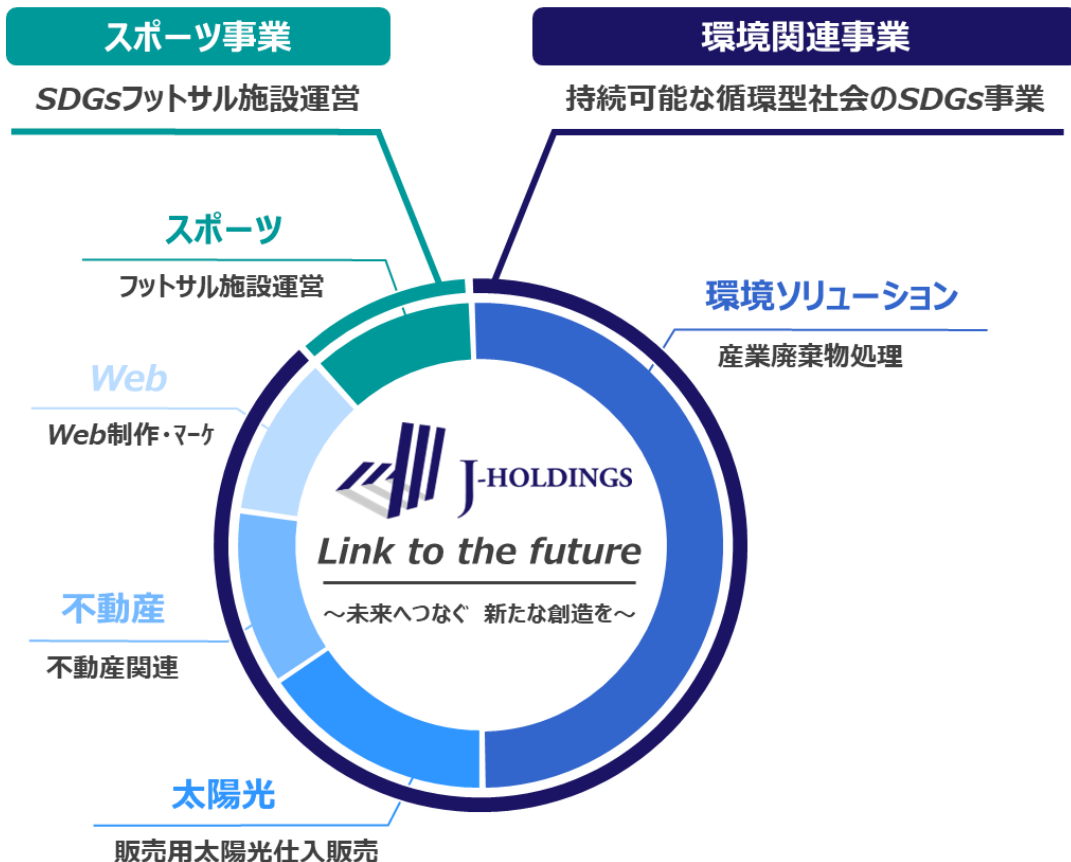 スポーツ事業
SDGsフットサル施設運営
環境関連事業
持続可能な循環型社会のSDGs事業
スポーツ
フットサル施設運営
環境ソリューション
産業廃棄物処理
Web
Web制作・ﾏｰｹ
不動産
不動産関連
太陽光
販売用太陽光仕入販売
J-HOLDINGS
Link to the future
～未来へつなぐ 新たな創造を～